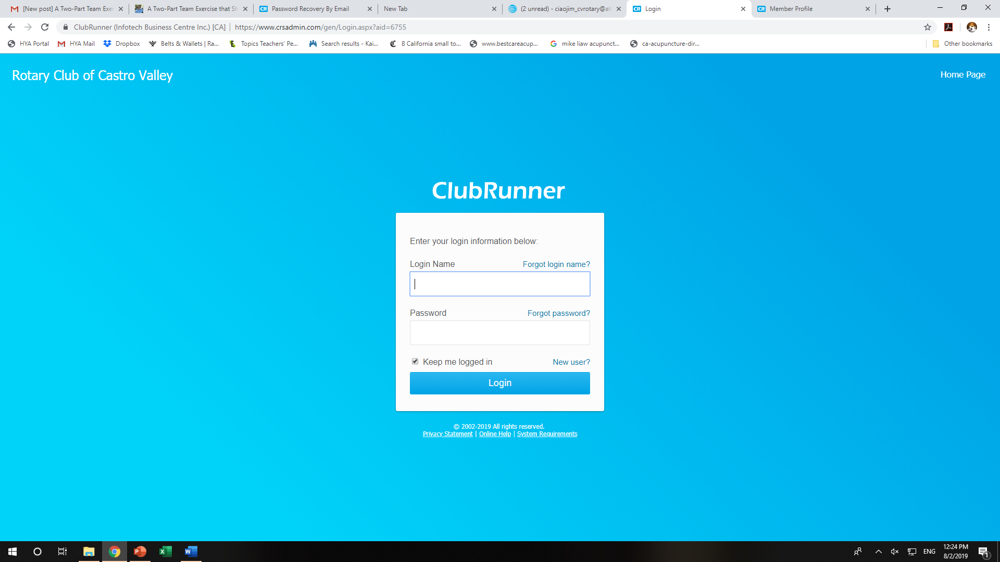 [New post] A Two-Part Team Exer
A Two-Part Team Exercise that Sh
CR Password Recovery By Email
New Tab
(2 unread) - ciaojim_cvrotary@at
CR Login
CR Member Profile
ClubRunner (Infotech Business Centre Inc.) [CA] https://www.crsadmin.com/gen/Login.aspx?aid=6755
HYA Portal
HYA Mail
Dropbox
Belts & Wallets | Ra...
Topics Teachers' Pe...
Search results - Kai...
8 California small to...
www.bestcareacup...
mike liaw acupunct...
ca-acupuncture-dir...
Other bookmarks
Rotary Club of Castro Valley
Home Page
ClubRunner
Enter your login information below:
Login Name Forgot login name?
Password Forgot password?
Keep me logged in New user?
Login
© 2002-2019 All rights reserved.
Privacy Statement | Online Help | System Requirements
ENG
12:24 PM
8/2/2019
1